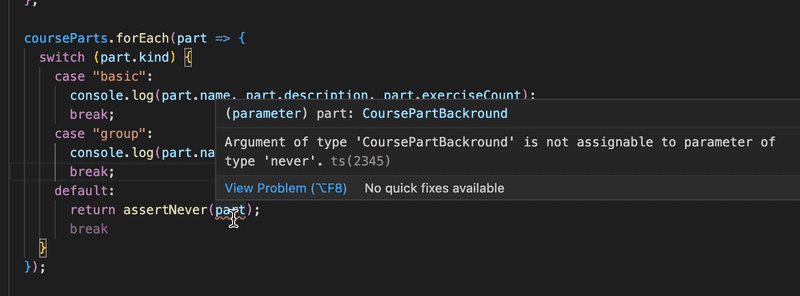 };
courseParts.forEach(part => {
switch (part.kind) {
case "basic":
console.log(part.name, part.description, part.exerciseCount);
break;
case "group":
console.log(part.na
break;
default:
return assertNever(part);
break
}
});
(parameter) part: CoursePartBackround
Argument of type 'CoursePartBackround' is not assignable to parameter of
type 'never'. ts(2345)
View Problem (⌥F8) No quick fixes available